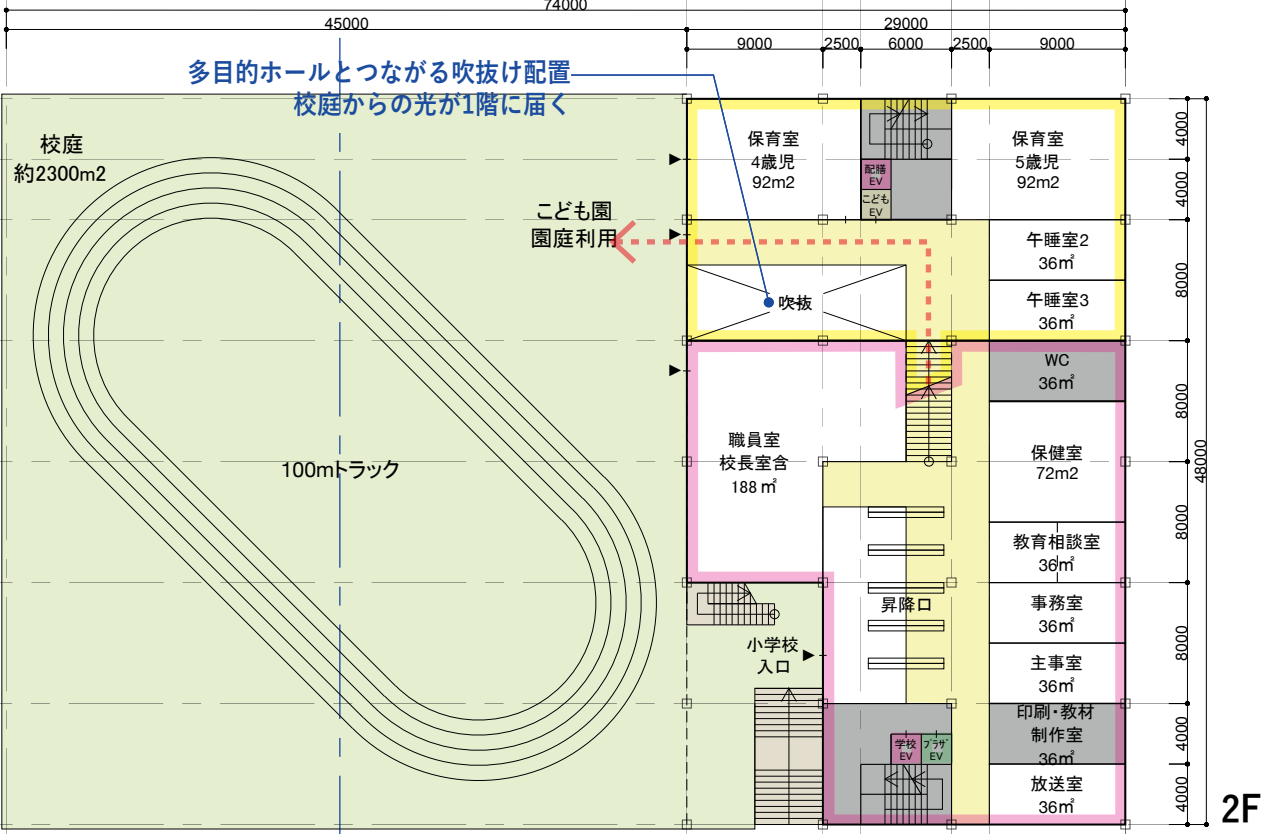 74000
45000
29000
9000
2500
6000
2500
9000
多目的ホールとつながる吹抜け配置
校庭からの光が1階に届く
校庭
約2300m2
保育室
4歳児
92m2
配膳
EV
こども
EV
保育室
5歳児
92m2
4000
4000
こども園
園庭利用
午睡室2
36㎡
午睡室3
36㎡
8000
吹抜
WC
36㎡
8000
職員室
校長室含
188㎡
保健室
72m2
48000
100mトラック
8000
教育相談室
36㎡
昇降口
事務室
36㎡
小学校
入口
主事室
36㎡
8000
印刷・教材
制作室
36㎡
学校
EV
プラザ
EV
4000
放送室
36㎡
4000
2F